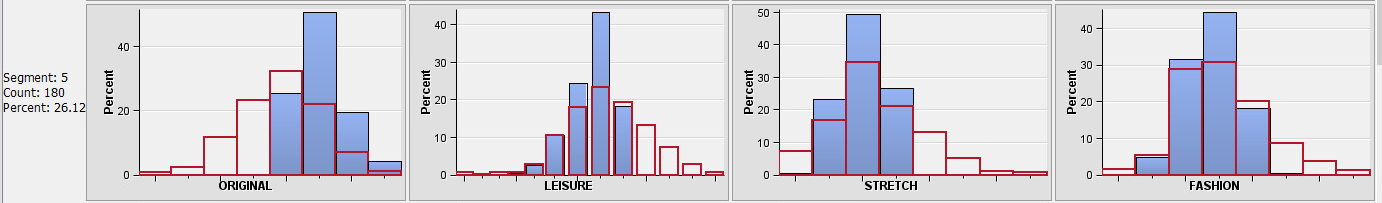 Segment: 5
Count: 180
Percent: 26.12
Percent
40
20
0
ORIGINAL
Percent
40
30
20
10
0
LEISURE
Percent
50
40
30
20
10
0
STRETCH
Percent
40
30
20
10
0
FASHION